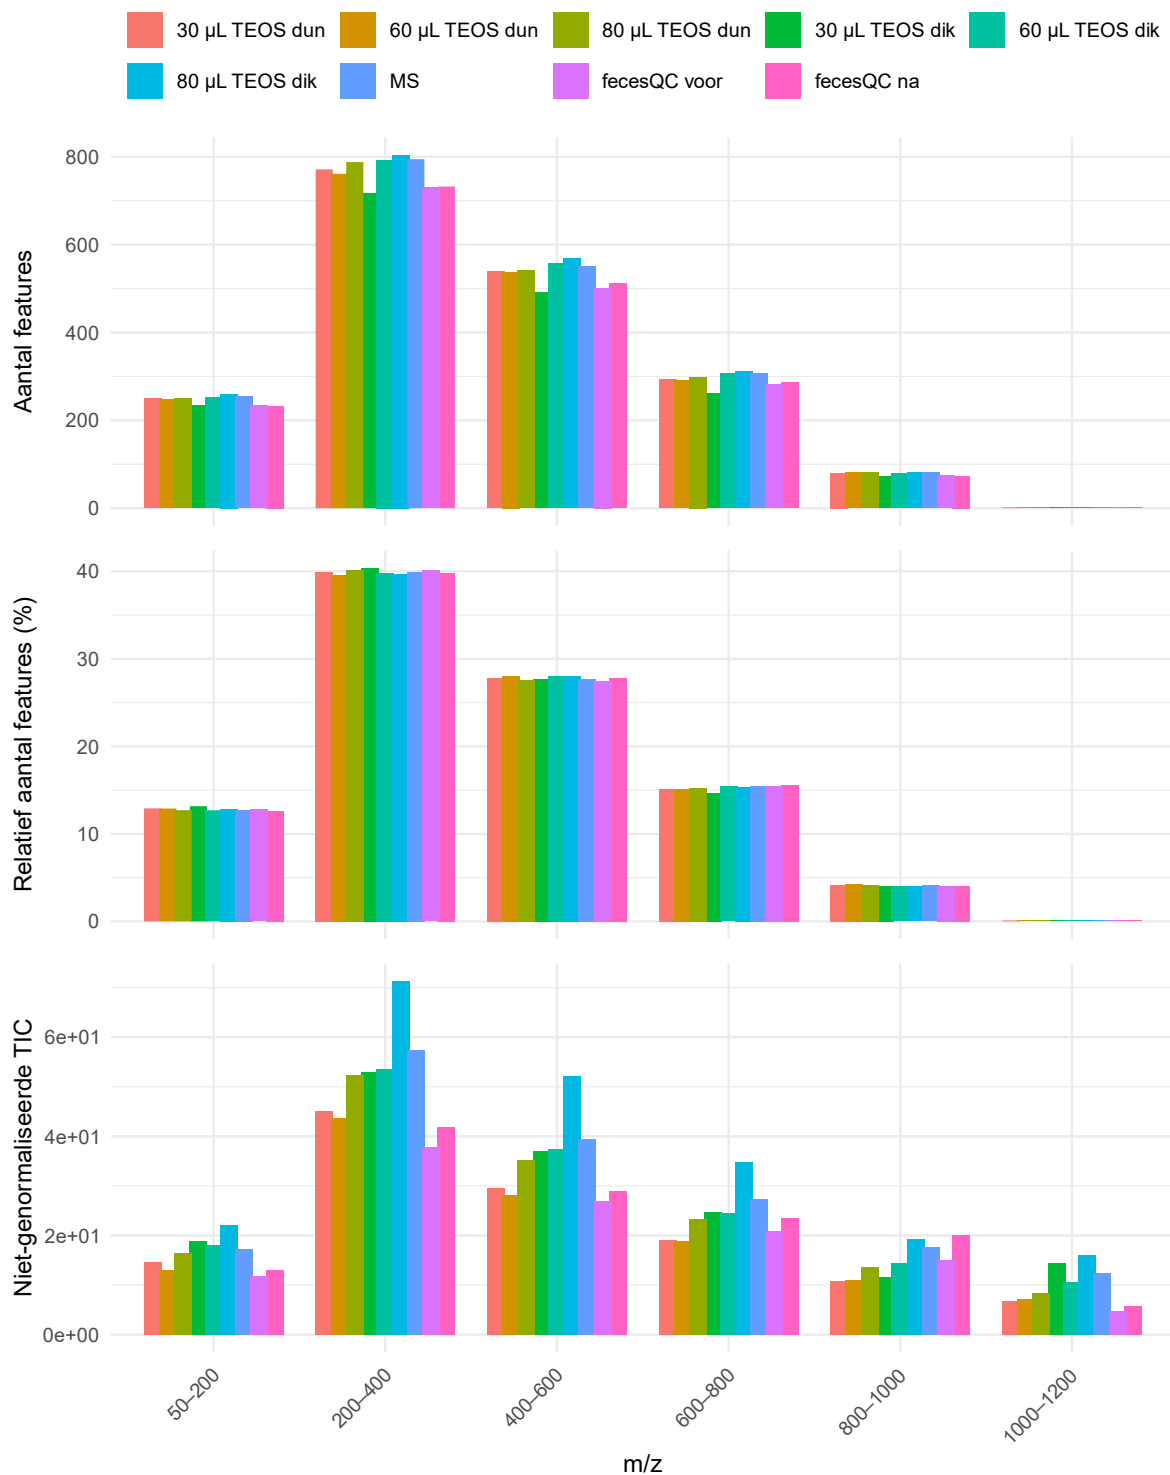 30 µL TEOS dun 60 µL TEOS dun 80 µL TEOS dun 30 µL TEOS dik 60 µL TEOS dik
80 µL TEOS dik MS fecesQC voor fecesQC na
Aantal features
800
600
400
200
0
Relatief aantal features (%)
40
30
20
10
0
Niet-genormaliseerde TIC
6e+01
4e+01
2e+01
0e+00
50–200 200–400 400–600 600–800 800–1000 1000–1200
m/z